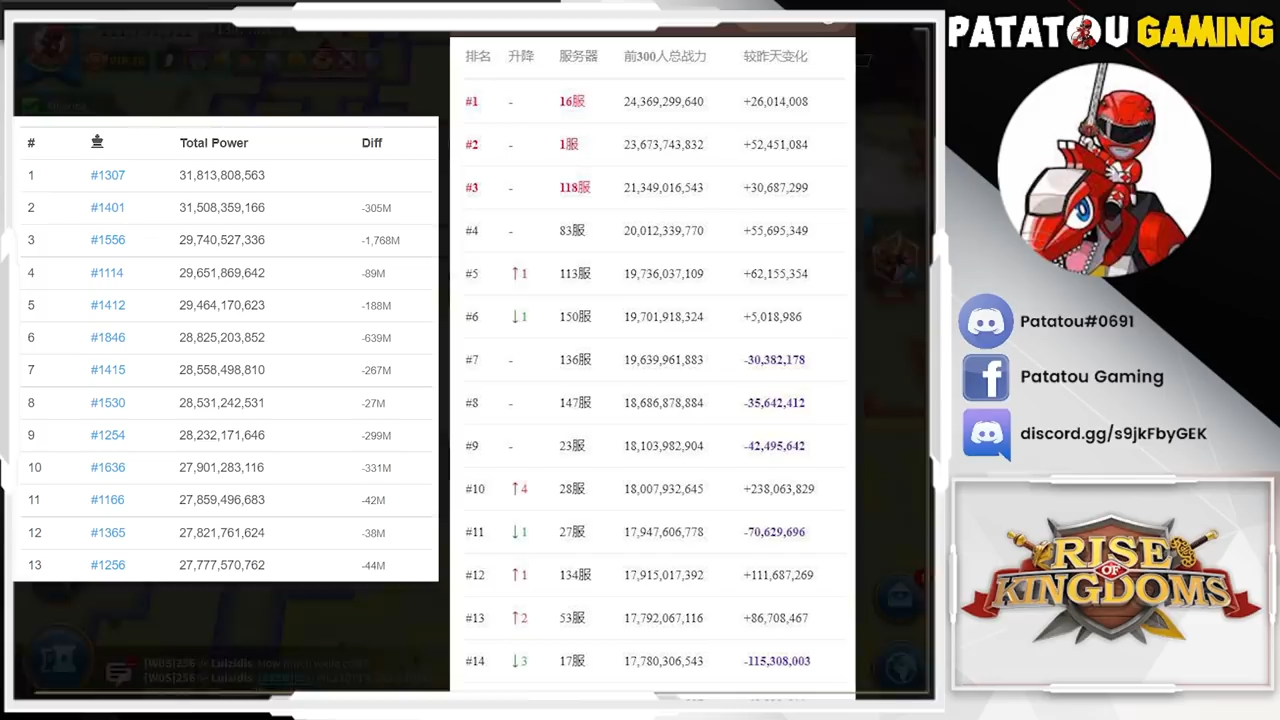 PATATOU GAMING
# Total Power Diff
1 #1307 31,813,808,563
2 #1401 31,508,359,166 -305M
3 #1556 29,740,527,336 -1,768M
4 #1114 29,651,869,642 -89M
5 #1412 29,464,170,623 -188M
6 #1846 28,825,203,852 -639M
7 #1415 28,558,498,810 -267M
8 #1530 28,531,242,531 -27M
9 #1254 28,232,171,646 -299M
10 #1636 27,901,283,116 -331M
11 #1166 27,859,496,683 -42M
12 #1365 27,821,761,624 -38M
13 #1256 27,777,570,762 -44M
排名 升降 服务器 前300人总战力 较昨天变化
#1 - 16服 24,369,299,640 +26,014,008
#2 - 1服 23,673,743,832 +52,451,084
#3 - 118服 21,349,016,543 +30,687,299
#4 - 83服 20,012,339,770 +55,695,349
#5 ↑1 113服 19,736,037,109 +62,155,354
#6 ↓1 150服 19,701,918,324 +5,018,986
#7 - 136服 19,639,961,883 -30,382,178
#8 - 147服 18,686,878,884 -35,642,412
#9 - 23服 18,103,982,904 -42,495,642
#10 ↑4 28服 18,007,932,645 +238,063,829
#11 ↓1 27服 17,947,606,778 -70,629,696
#12 ↑1 134服 17,915,017,392 +111,687,269
#13 ↑2 53服 17,792,067,116 +86,708,467
#14 ↓3 17服 17,780,306,543 -115,308,003
Patatou#0691
Patatou Gaming
discord.gg/s9jkFbyGEK
RISE
OF
KINGDOMS